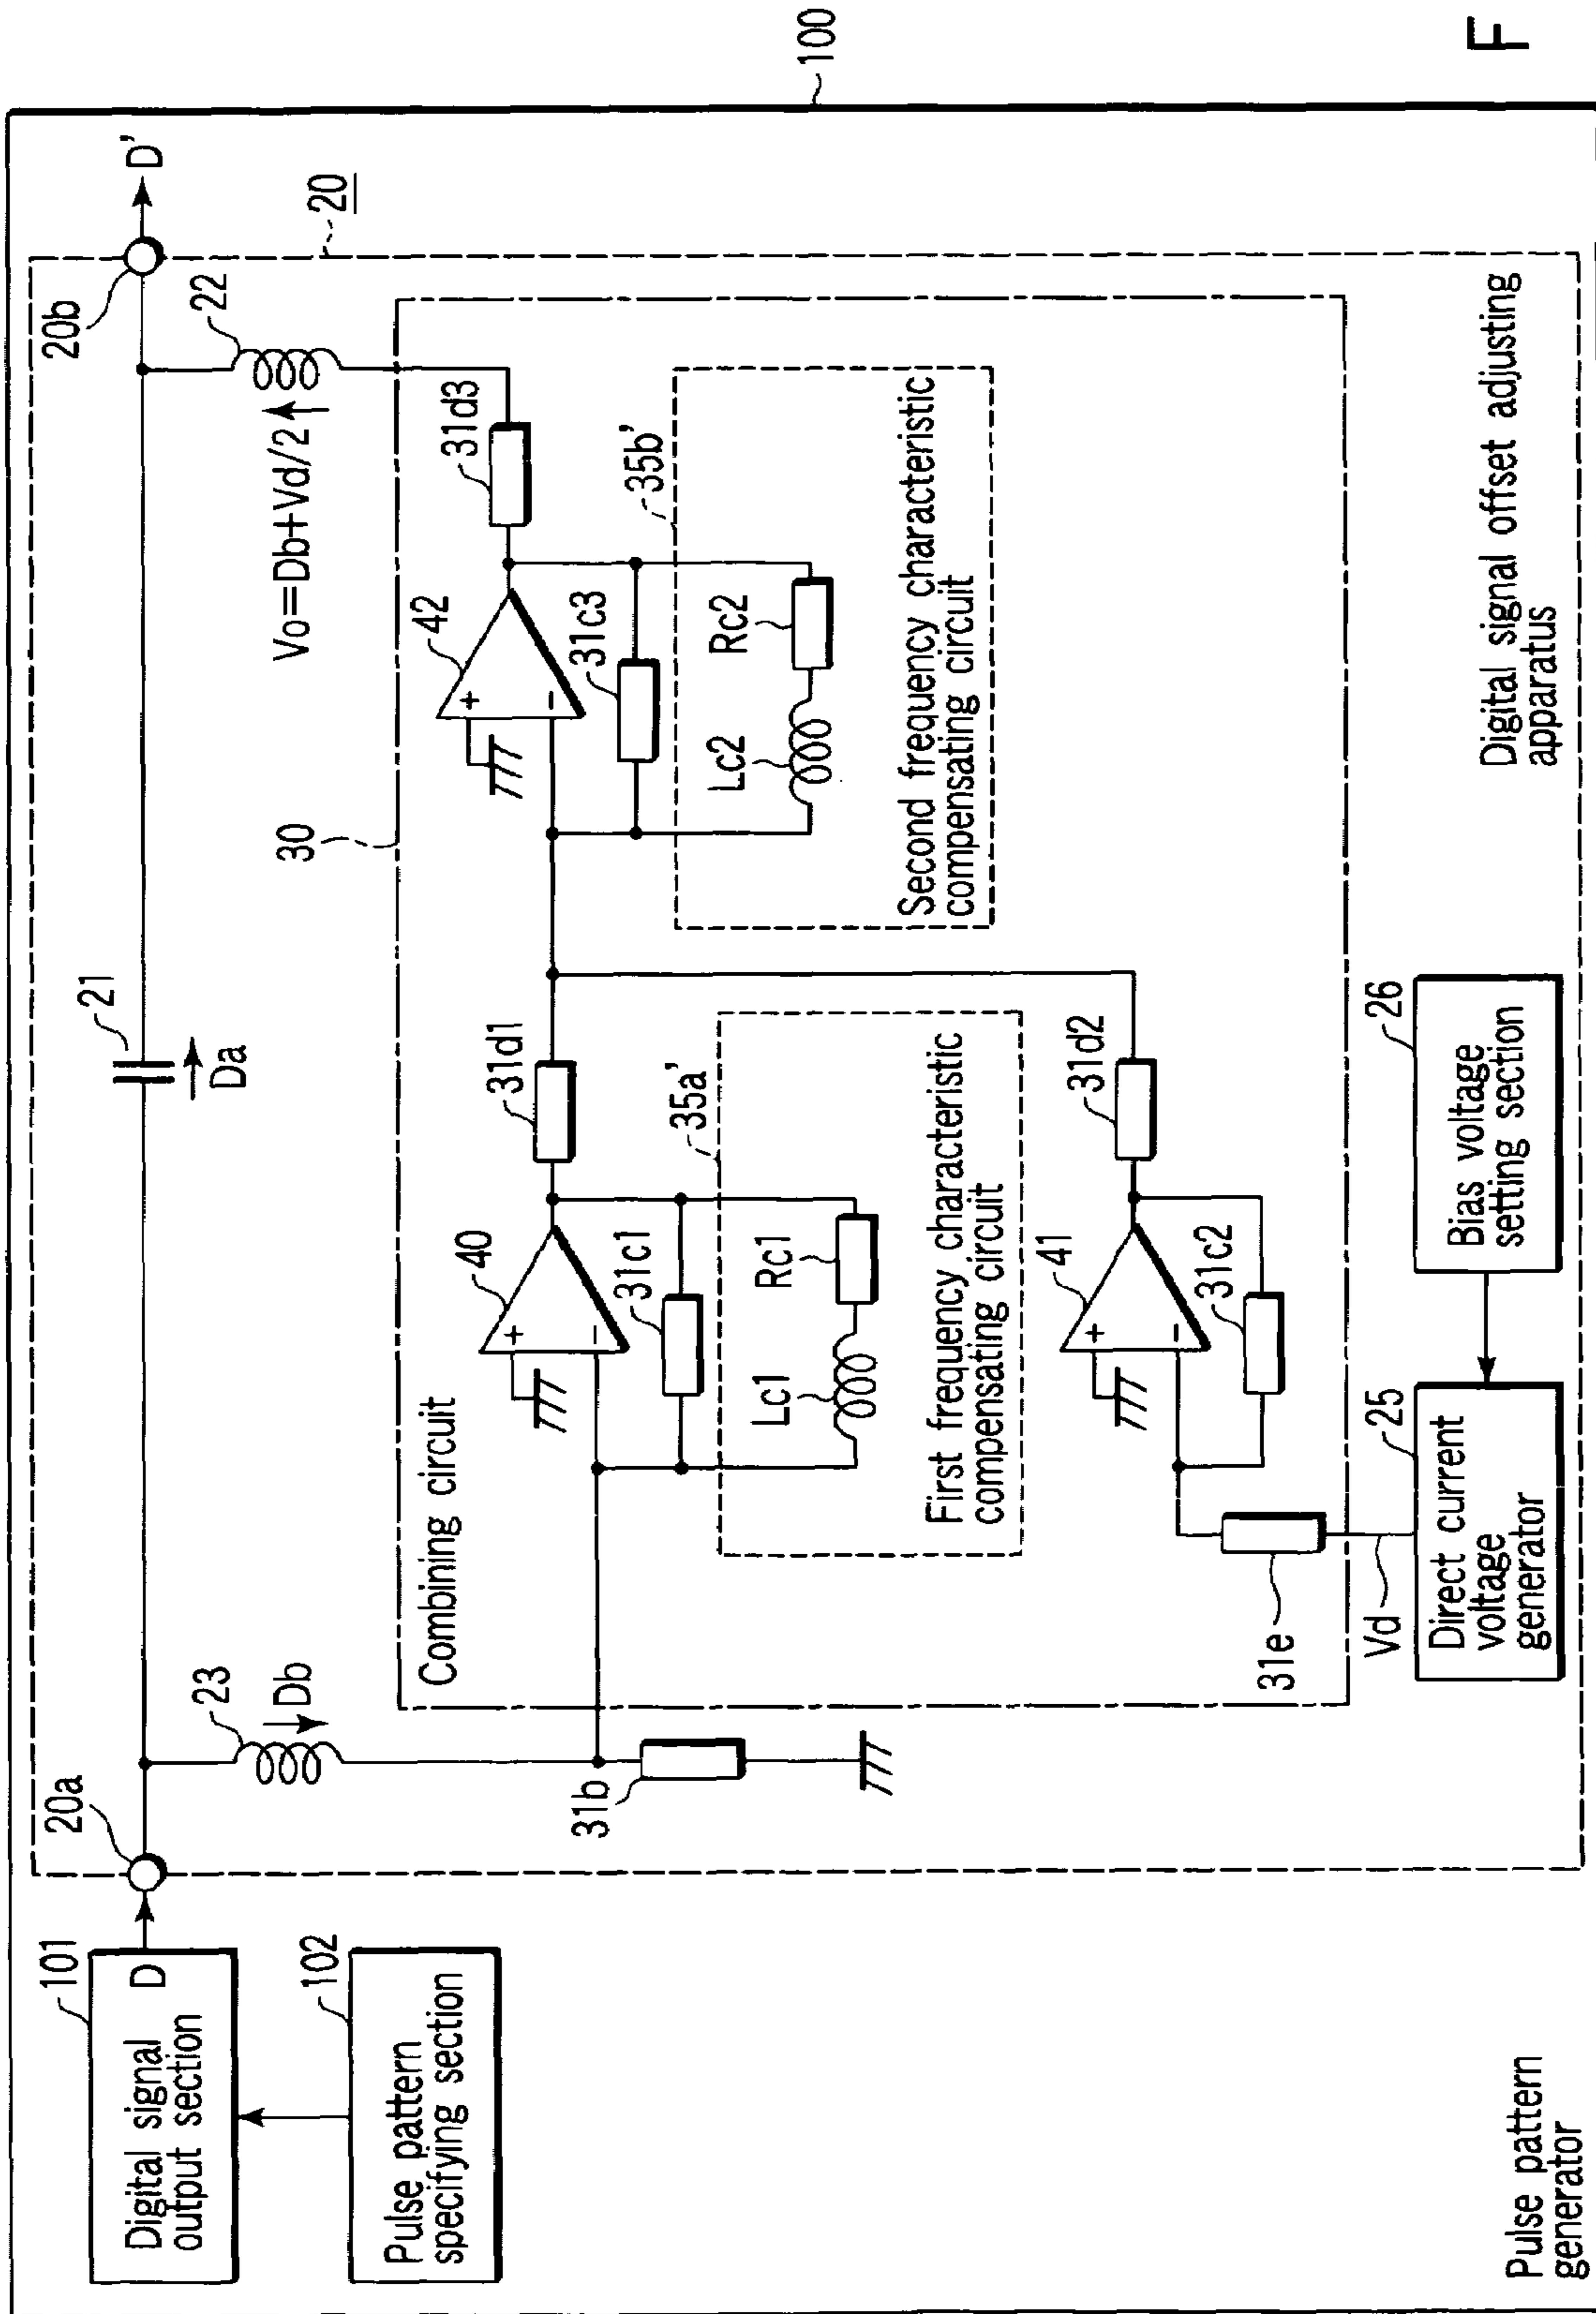 100
F
101
Digital signal
output section
D
102
Pulse pattern
specifying section
20a
23
Db
21
Da
20b
D'
20
22
Vo=Db+Vd/2
30
Combining circuit
31b
40
+
−
31c1
31d1
35a'
Lc1
Rc1
First frequency characteristic
compensating circuit
42
+
−
31c3
31d3
35b'
Lc2
Rc2
Second frequency characteristic
compensating circuit
41
+
−
31c2
31d2
31e
Vd
25
Direct current
voltage
generator
26
Bias voltage
setting section
Digital signal offset adjusting
apparatus
Pulse pattern
generator